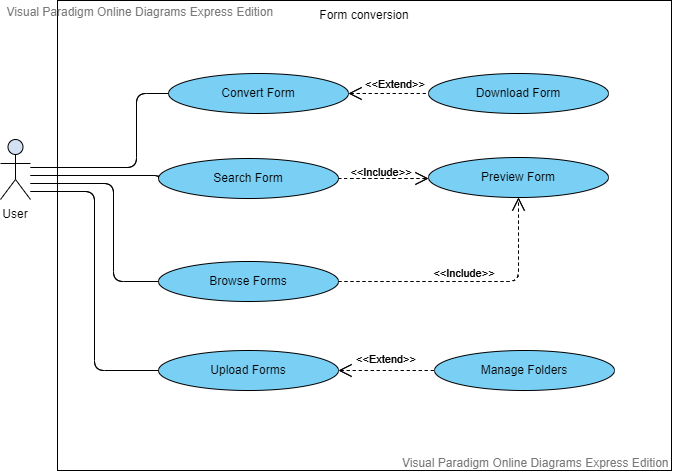 Visual Paradigm Online Diagrams Express Edition
Form conversion
Convert Form
<<Extend>>
Download Form
User
Search Form
<<Include>>
Preview Form
Browse Forms
<<Include>>
Upload Forms
<<Extend>>
Manage Folders
Visual Paradigm Online Diagrams Express Edition